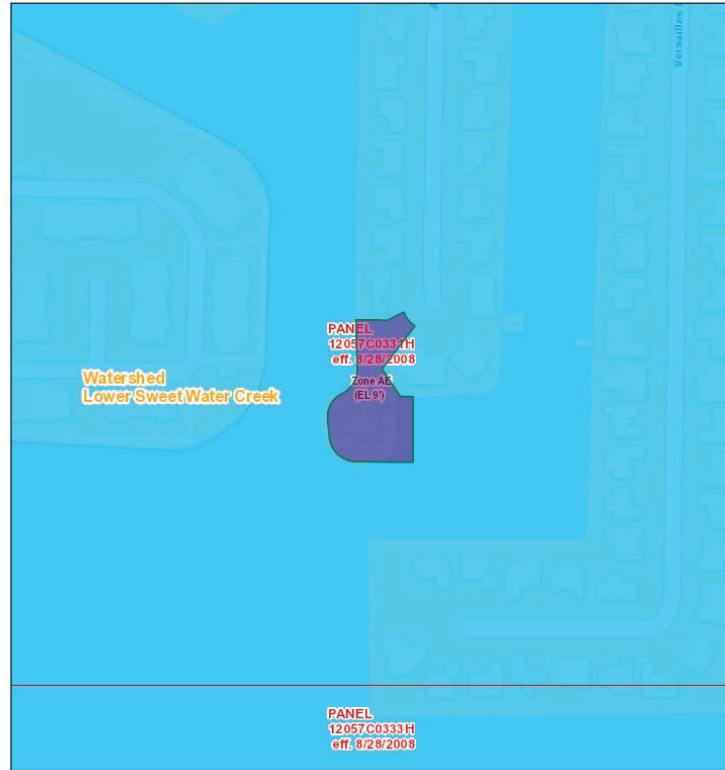 Versailles
PANEL
12057C0331H
eff. 8/28/2008
Zone AE
(EL 9')
Watershed
Lower Sweet Water Creek
PANEL
12057C0333H
eff. 8/28/2008